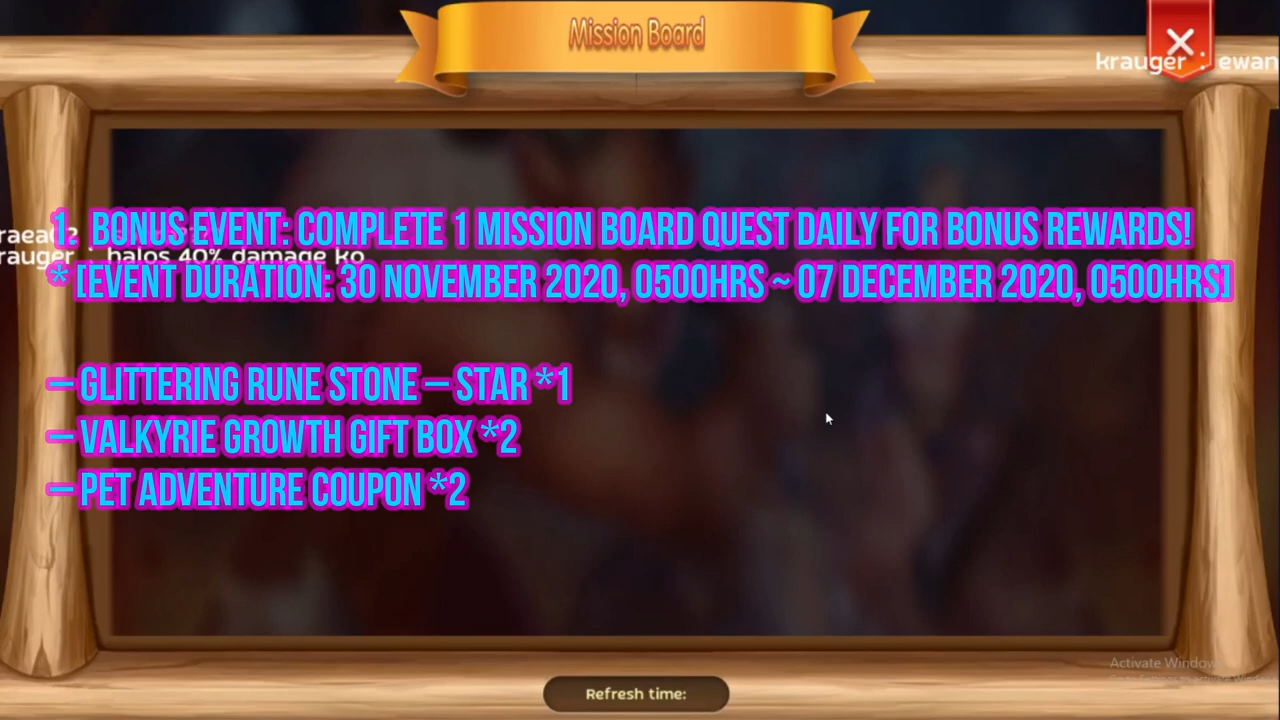 Mission Board
krauger : ewan
1. BONUS EVENT: COMPLETE 1 MISSION BOARD QUEST DAILY FOR BONUS REWARDS!
krauger : halos 40% damage ko
* [EVENT DURATION: 30 NOVEMBER 2020, 0500HRS ~ 07 DECEMBER 2020, 0500HRS]
– GLITTERING RUNE STONE – STAR *1
– VALKYRIE GROWTH GIFT BOX *2
– PET ADVENTURE COUPON *2
Activate Windows
Refresh time: